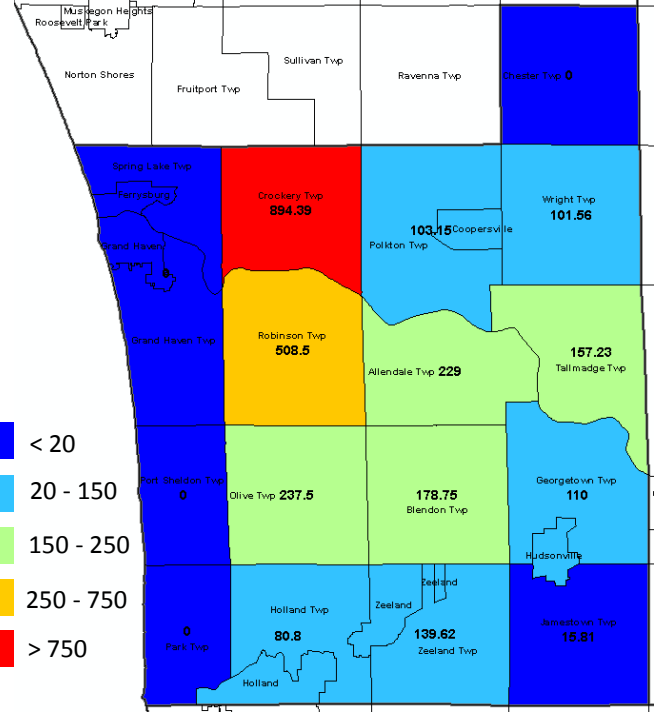 Muskegon Heights
Roosevelt Park
Norton Shores
Fruitport Twp
Sullivan Twp
Ravenna Twp
Chester Twp 0
Spring Lake Twp
Ferrysburg
Grand Haven
0
Grand Haven Twp
Crockery Twp
894.39
103.15
Coopersville
Polkton Twp
Wright Twp
101.56
Robinson Twp
508.5
Allendale Twp 229
157.23
Tallmadge Twp
< 20
20 - 150
150 - 250
250 - 750
> 750
Port Sheldon Twp
0
Olive Twp 237.5
178.75
Blendon Twp
Georgetown Twp
110
Hudsonville
0
Park Twp
Holland Twp
80.8
Holland
Zeeland
Zeeland
139.62
Zeeland Twp
Jamestown Twp
15.81